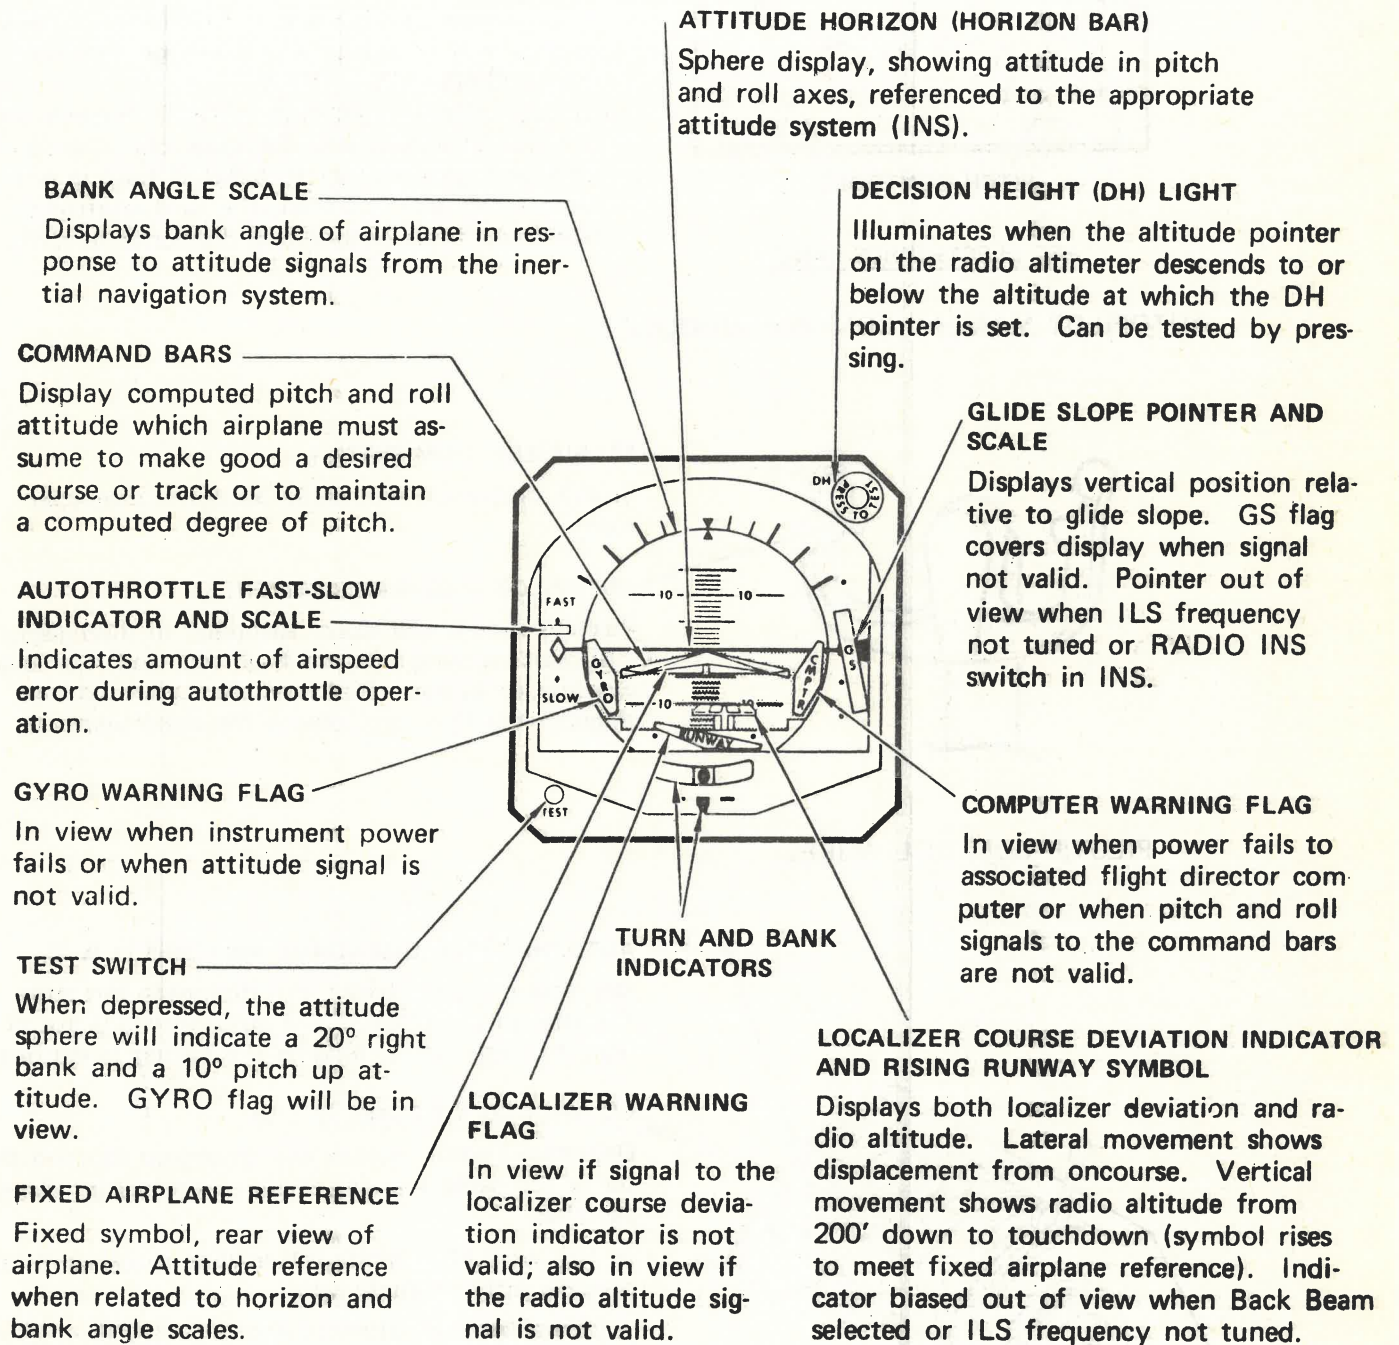 ATTITUDE HORIZON (HORIZON BAR)
Sphere display, showing attitude in pitch
and roll axes, referenced to the appropriate
attitude system (INS).
BANK ANGLE SCALE
Displays bank angle of airplane in res-
ponse to attitude signals from the iner-
tial navigation system.
DECISION HEIGHT (DH) LIGHT
Illuminates when the altitude pointer
on the radio altimeter descends to or
below the altitude at which the DH
pointer is set. Can be tested by pres-
sing.
COMMAND BARS
Display computed pitch and roll
attitude which airplane must as-
sume to make good a desired
course or track or to maintain
a computed degree of pitch.
GLIDE SLOPE POINTER AND
SCALE
Displays vertical position rela-
tive to glide slope. GS flag
covers display when signal
not valid. Pointer out of
view when ILS frequency
not tuned or RADIO INS
switch in INS.
AUTOTHROTTLE FAST-SLOW
INDICATOR AND SCALE
Indicates amount of airspeed
error during autothrottle oper-
ation.
DH
PRESS TO TEST
FAST
SLOW
10
10
10
10
GYRO
CMPTR
GS
RUNWAY
TEST
GYRO WARNING FLAG
In view when instrument power
fails or when attitude signal is
not valid.
COMPUTER WARNING FLAG
In view when power fails to
associated flight director com
puter or when pitch and roll
signals to the command bars
are not valid.
TURN AND BANK
INDICATORS
TEST SWITCH
When depressed, the attitude
sphere will indicate a 20º right
bank and a 10º pitch up at-
titude. GYRO flag will be in
view.
LOCALIZER COURSE DEVIATION INDICATOR
AND RISING RUNWAY SYMBOL
Displays both localizer deviation and ra-
dio altitude. Lateral movement shows
displacement from oncourse. Vertical
movement shows radio altitude from
200' down to touchdown (symbol rises
to meet fixed airplane reference). Indi-
cator biased out of view when Back Beam
selected or ILS frequency not tuned.
LOCALIZER WARNING
FLAG
In view if signal to the
localizer course devia-
tion indicator is not
valid; also in view if
the radio altitude sig-
nal is not valid.
FIXED AIRPLANE REFERENCE
Fixed symbol, rear view of
airplane. Attitude reference
when related to horizon and
bank angle scales.